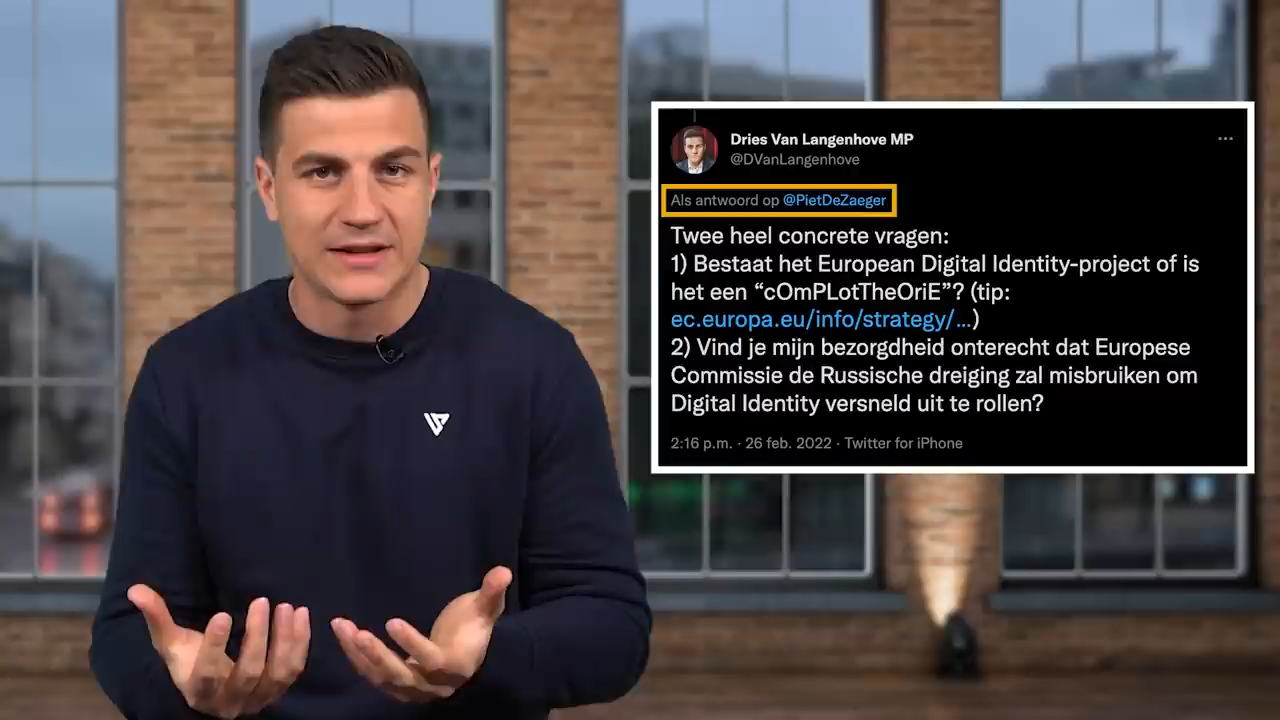 Dries Van Langenhove MP
@DVanLangenhove
Als antwoord op @PietDeZaeger
Twee heel concrete vragen:
1) Bestaat het European Digital Identity-project of is
het een “cOmPLotTheOriE”? (tip:
ec.europa.eu/info/strategy/...)
2) Vind je mijn bezorgdheid onterecht dat Europese
Commissie de Russische dreiging zal misbruiken om
Digital Identity versneld uit te rollen?
2:16 p.m. · 26 feb. 2022 · Twitter for iPhone